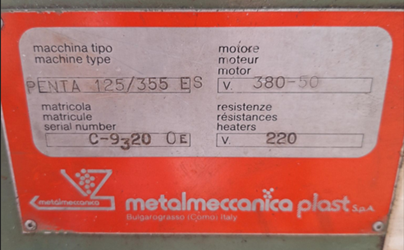 macchina tipo
machine type
PENTA 125/355 ES
motore
moteur
motor
V 380-50
matricola
matricule
serial number
C-9320 OE
resistenze
résistances
heaters
V 220
metalmeccanica
metalmeccanica plast S.p.A.
Bulgarograsso (Como) Italy